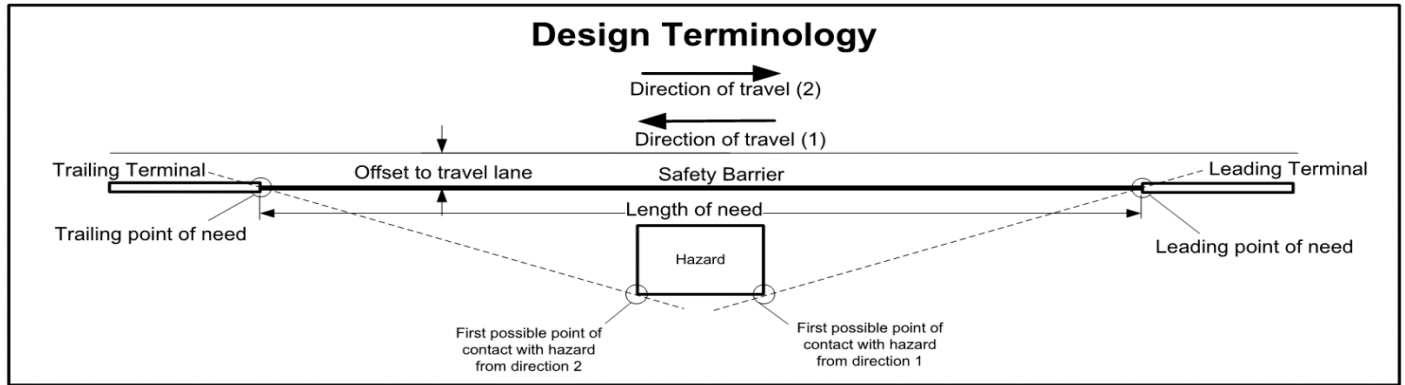 Design Terminology
Direction of travel (2)
Direction of travel (1)
Trailing Terminal
Offset to travel lane
Safety Barrier
Leading Terminal
Length of need
Trailing point of need
Leading point of need
Hazard
First possible point of
contact with hazard
from direction 2
First possible point of
contact with hazard
from direction 1